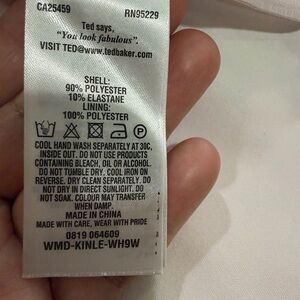 CA25459 RN95229
Ted says,
"You look fabulous".
VISIT TED@www.tedbaker.com
SHELL:
90% POLYESTER
10% ELASTANE
LINING:
100% POLYESTER
P
COOL HAND WASH SEPARATELY AT 30C,
INSIDE OUT. DO NOT USE PRODUCTS
CONTAINING BLEACH, OIL OR ALCOHOL.
DO NOT TUMBLE DRY. COOL IRON ON
REVERSE. DRY CLEAN SEPARATELY. DO
NOT DRY IN DIRECT SUNLIGHT. DO
NOT SOAK. COLOUR MAY TRANSFER
WHEN DAMP.
MADE IN CHINA
MADE WITH CARE, WEAR WITH PRIDE
0819 064609
WMD-KINLE-WH9W